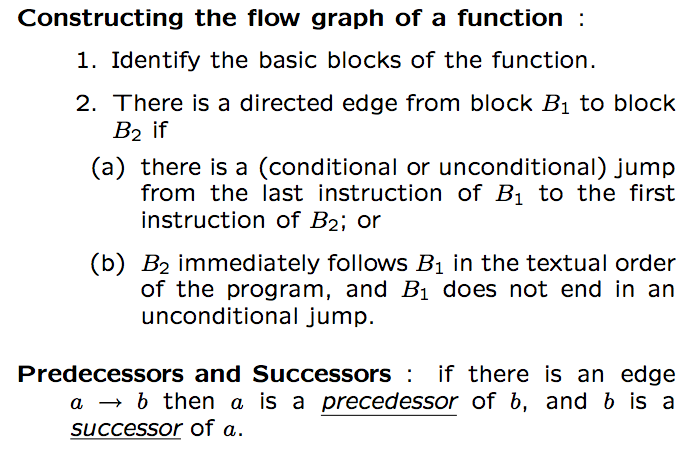 Constructing the flow graph of a function :
1. Identify the basic blocks of the function.
2. There is a directed edge from block B₁ to block
B₂ if
(a) there is a (conditional or unconditional) jump
from the last instruction of B₁ to the first
instruction of B₂; or
(b) B₂ immediately follows B₁ in the textual order
of the program, and B₁ does not end in an
unconditional jump.
Predecessors and Successors : if there is an edge
a → b then a is a precedessor of b, and b is a
successor of a.